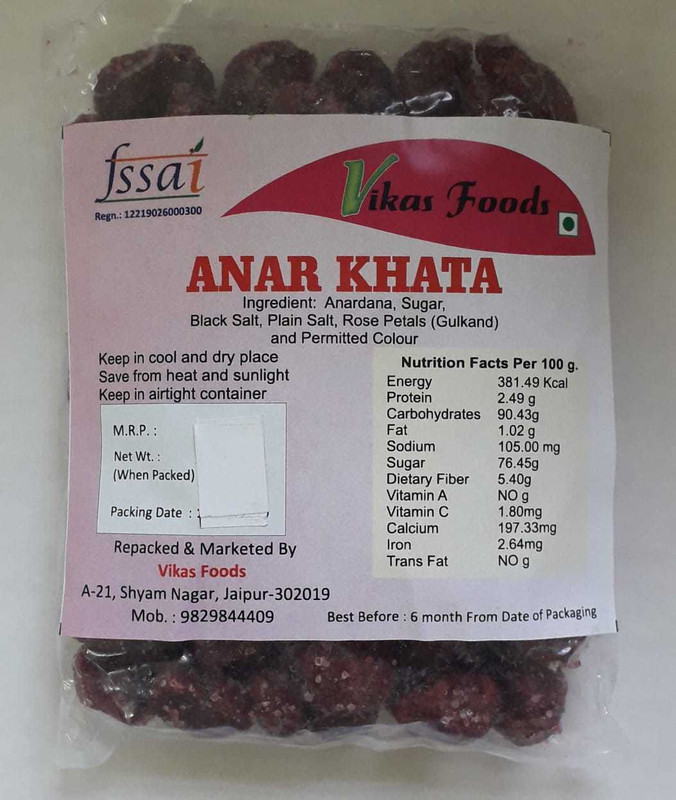 fssai
Regn.: 12219026000300
Vikas Foods
ANAR KHATA
Ingredient: Anardana, Sugar,
Black Salt, Plain Salt, Rose Petals (Gulkand)
and Permitted Colour
Keep in cool and dry place
Save from heat and sunlight
Keep in airtight container
M.R.P. :
Net Wt. :
(When Packed)
Packing Date :
Nutrition Facts Per 100 g.
Energy 381.49 Kcal
Protein 2.49 g
Carbohydrates 90.43g
Fat 1.02 g
Sodium 105.00 mg
Sugar 76.45g
Dietary Fiber 5.40g
Vitamin A NO g
Vitamin C 1.80mg
Calcium 197.33mg
Iron 2.64mg
Trans Fat NO g
Repacked & Marketed By
Vikas Foods
A-21, Shyam Nagar, Jaipur-302019
Mob. : 9829844409
Best Before : 6 month From Date of Packaging